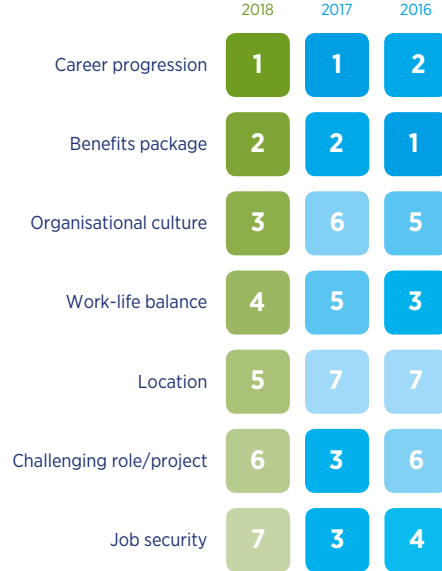 2018 2017 2016
Career progression 1 1 2
Benefits package 2 2 1
Organisational culture 3 6 5
Work-life balance 4 5 3
Location 5 7 7
Challenging role/project 6 3 6
Job security 7 3 4